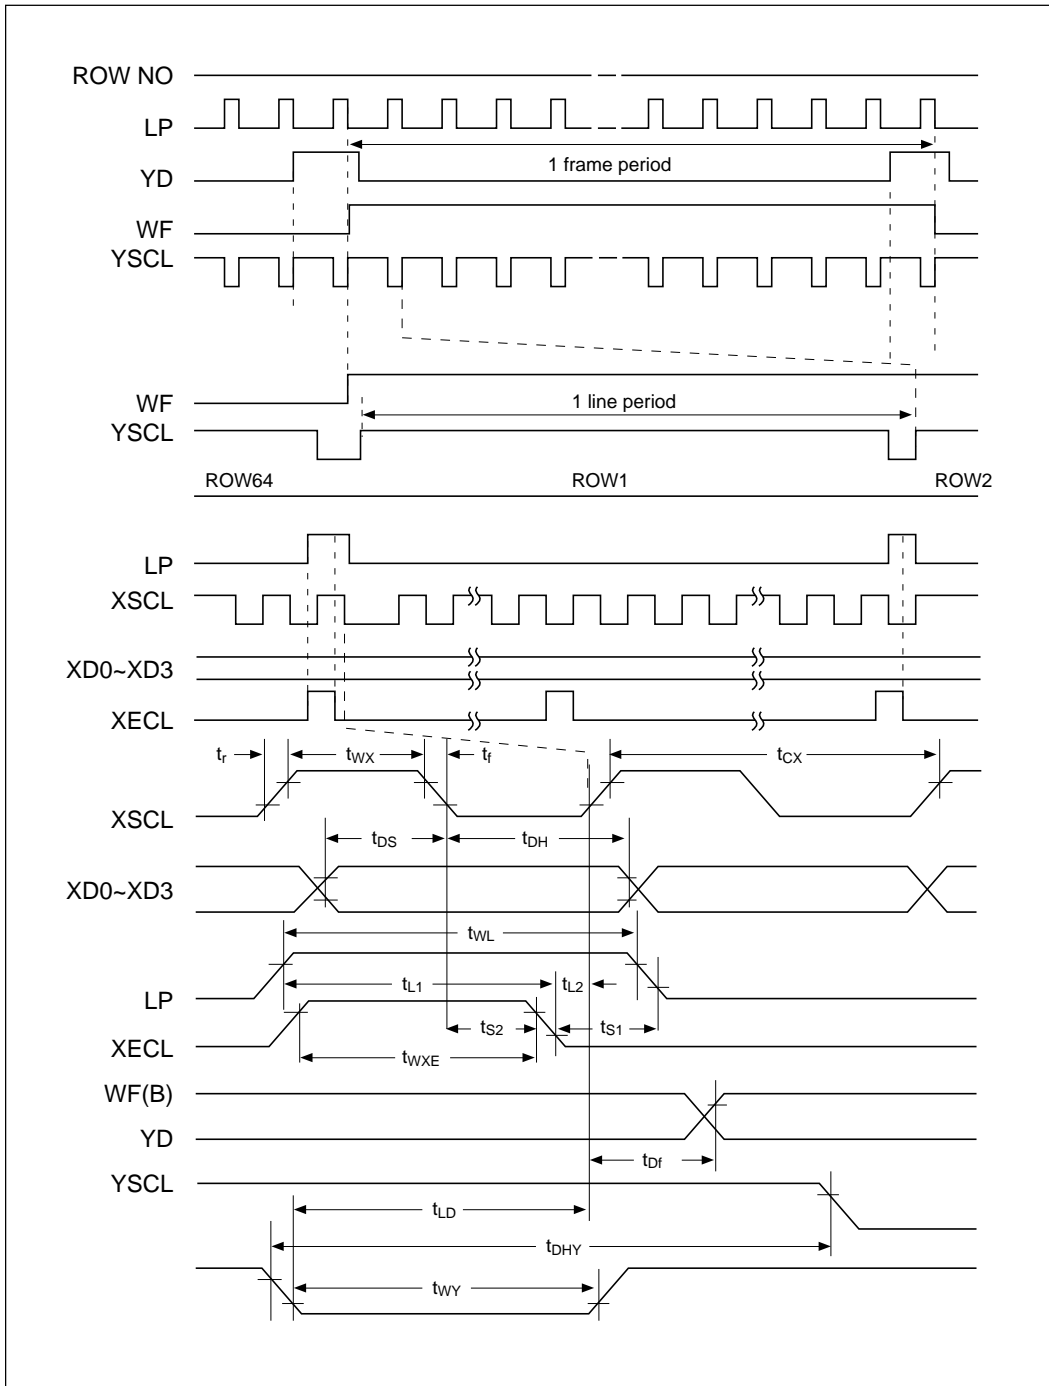 ROW NO
LP
1 frame period
YD
WF
YSCL
WF
1 line period
YSCL
ROW64 ROW1 ROW2
LP
XSCL
XD0~XD3
XECL
tr tWX tf tCX
XSCL
tDS tDH
XD0~XD3
tWL
tL1 tL2
LP
tS2 tS1
XECL
tWXE
WF(B)
YD
tDf
YSCL
tLD
tDHY
tWY